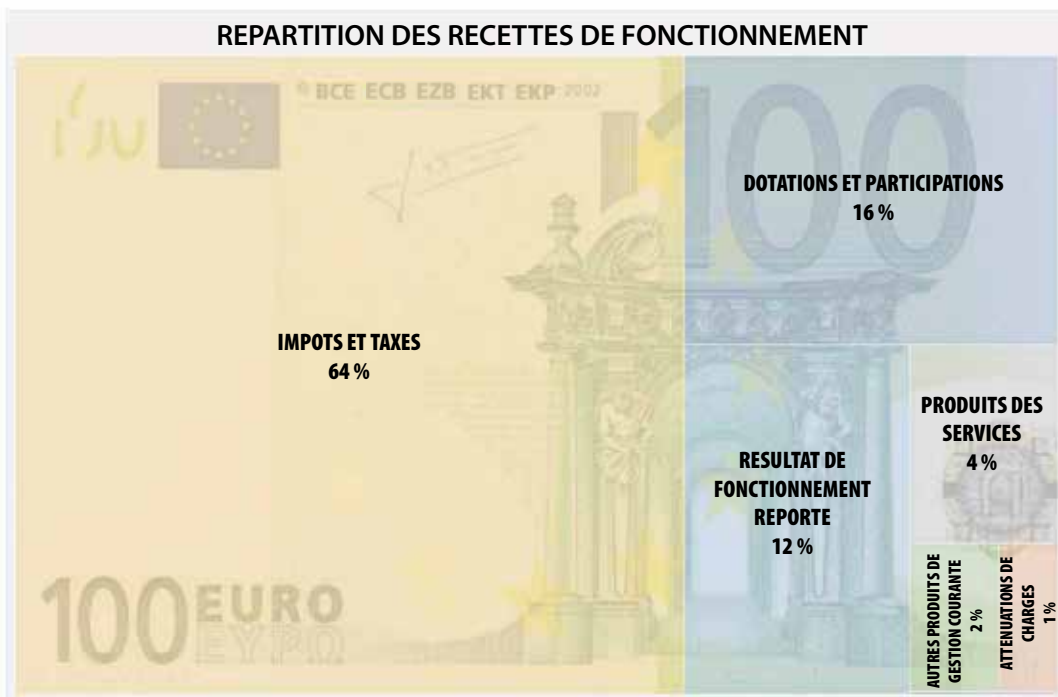 REPARTITION DES RECETTES DE FONCTIONNEMENT
© BCE ECB EZB EKT EKP 2002
100
DOTATIONS ET PARTICIPATIONS
16 %
IMPOTS ET TAXES
64 %
PRODUITS DES
SERVICES
4 %
RESULTAT DE
FONCTIONNEMENT
REPORTE
12 %
AUTRES PRODUITS DE
GESTION COURANTE
2 %
ATTENUATIONS DE
CHARGES
1 %
100 EURO
ΕΥΡΩ